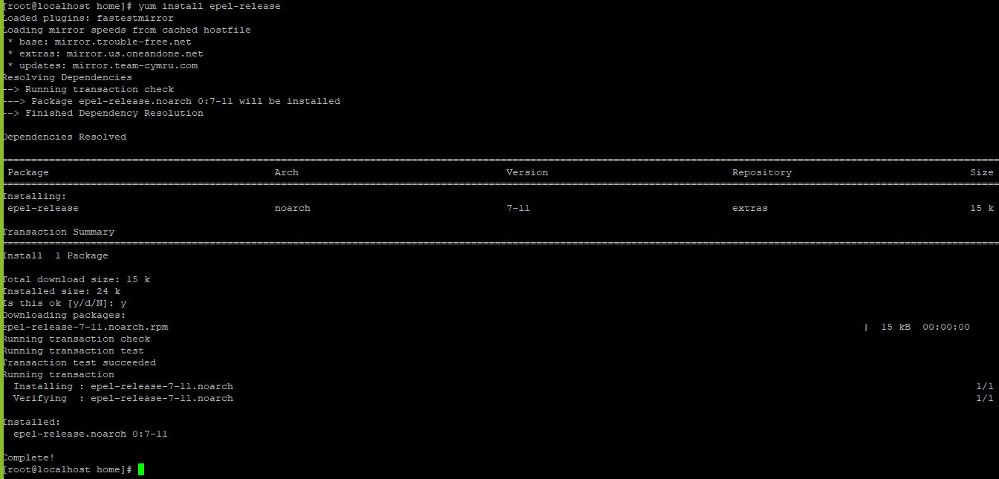 [root@localhost home]# yum install epel-release
Loaded plugins: fastestmirror
Loading mirror speeds from cached hostfile
 * base: mirror.trouble-free.net
 * extras: mirror.us.oneandone.net
 * updates: mirror.team-cymru.com
Resolving Dependencies
--> Running transaction check
---> Package epel-release.noarch 0:7-11 will be installed
--> Finished Dependency Resolution

Dependencies Resolved

================================================================================
 Package Arch Version Repository Size
================================================================================
Installing:
 epel-release noarch 7-11 extras 15 k

Transaction Summary
================================================================================
Install  1 Package

Total download size: 15 k
Installed size: 24 k
Is this ok [y/d/N]: y
Downloading packages:
epel-release-7-11.noarch.rpm | 15 kB 00:00:00
Running transaction check
Running transaction test
Transaction test succeeded
Running transaction
  Installing : epel-release-7-11.noarch 1/1
  Verifying  : epel-release-7-11.noarch 1/1

Installed:
  epel-release.noarch 0:7-11

Complete!
[root@localhost home]#